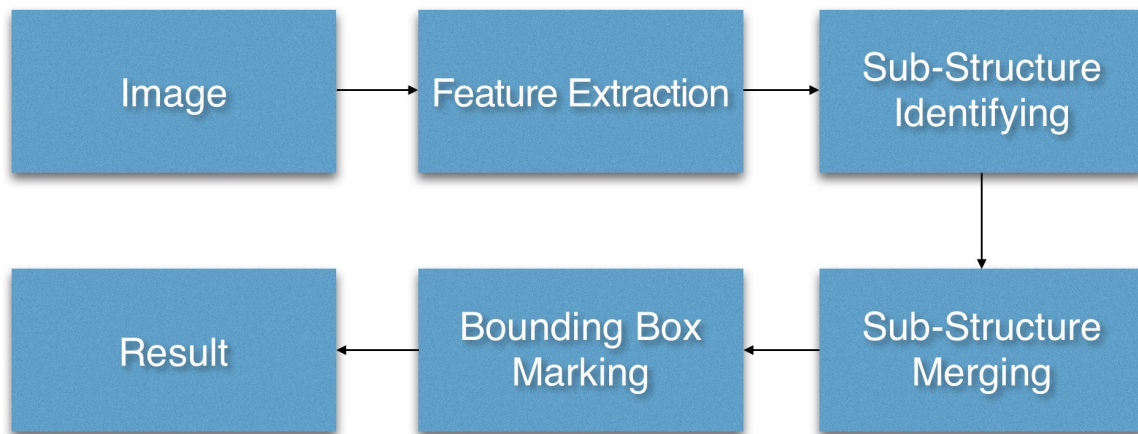 Image
Feature Extraction
Sub-Structure
Identifying
Sub-Structure
Merging
Bounding Box
Marking
Result